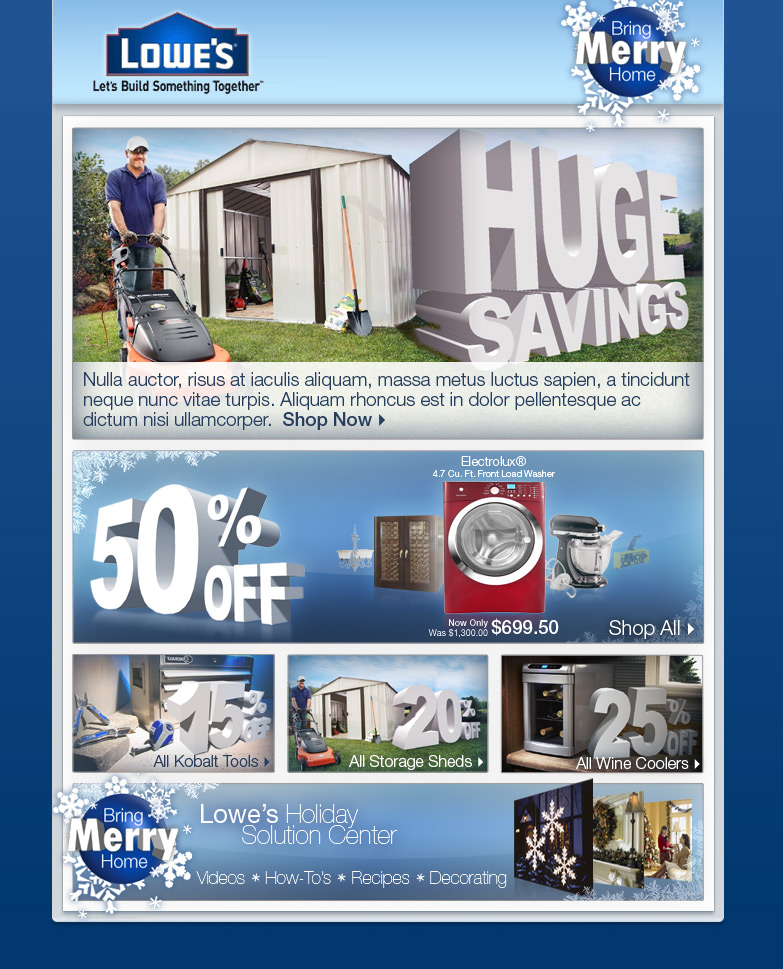 LOWE'S®
Let's Build Something Together™
Bring
Merry
Home
HUGE
SAVINGS
Nulla auctor, risus at iaculis aliquam, massa metus luctus sapien, a tincidunt
neque nunc vitae turpis. Aliquam rhoncus est in dolor pellentesque ac
dictum nisi ullamcorper. Shop Now
50% OFF
Electrolux®
4.7 Cu. Ft. Front Load Washer
Now Only
Was $1,300.00 $699.50
Shop All
15% OFF
All Kobalt Tools
20% OFF
All Storage Sheds
25% OFF
All Wine Coolers
Bring
Merry
Home
Lowe's Holiday
Solution Center
Videos * How-To's * Recipes * Decorating